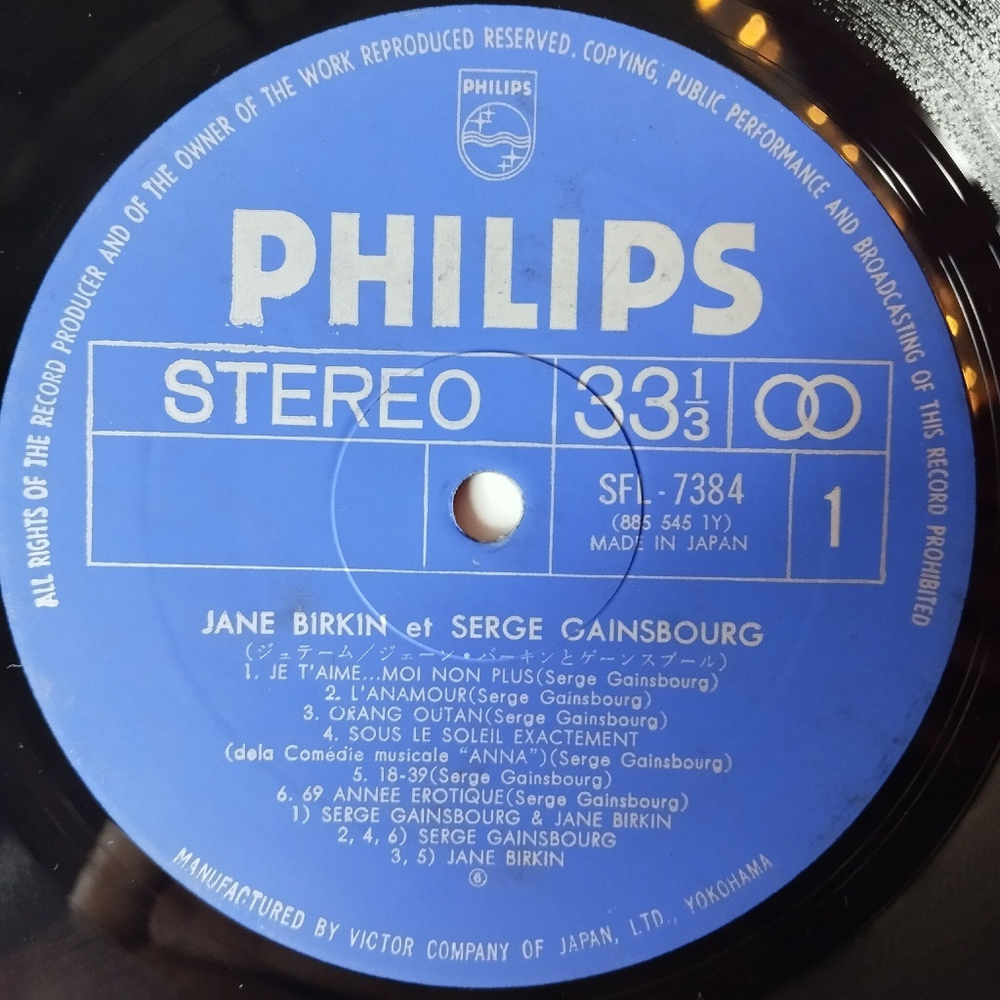 ALL RIGHTS OF THE RECORD PRODUCER AND OF THE OWNER OF THE WORK REPRODUCED RESERVED. COPYING, PUBLIC PERFORMANCE AND BROADCASTING OF THIS RECORD PROHIBITED
PHILIPS
PHILIPS
STEREO 33 1/3
SFL-7384
(885 545 1Y)
MADE IN JAPAN
1
JANE BIRKIN et SERGE GAINSBOURG
(ジュテーム/ジェーン・バーキンとゲーンスブール)
1. JE T'AIME...MOI NON PLUS(Serge Gainsbourg)
2. L'ANAMOUR(Serge Gainsbourg)
3. ORANG OUTAN(Serge Gainsbourg)
4. SOUS LE SOLEIL EXACTEMENT
(dela Comédie musicale "ANNA")(Serge Gainsbourg)
5. 18-39(Serge Gainsbourg)
6. 69 ANNEE EROTIQUE(Serge Gainsbourg)
1) SERGE GAINSBOURG & JANE BIRKIN
2, 4, 6) SERGE GAINSBOURG
3, 5) JANE BIRKIN
⑥
MANUFACTURED BY VICTOR COMPANY OF JAPAN, LTD., YOKOHAMA